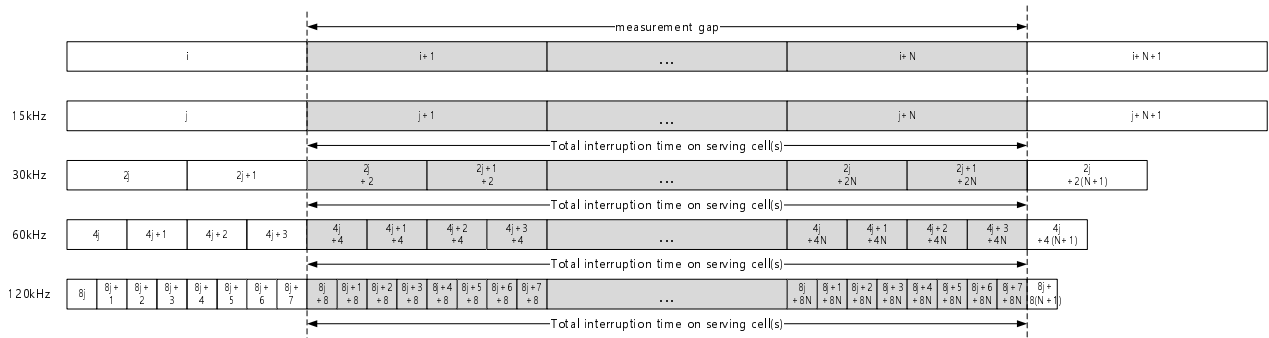 measurement gap
i
i+1
...
i+N
i+N+1
15kHz
j
j+1
...
j+N
j+N+1
Total interruption time on serving cell(s)
30kHz
2j
2j+1
2j
+2
2j+1
+2
...
2j
+2N
2j+1
+2N
2j
+2(N+1)
Total interruption time on serving cell(s)
60kHz
4j
4j+1
4j+2
4j+3
4j
+4
4j+1
+4
4j+2
+4
4j+3
+4
...
4j
+4N
4j+1
+4N
4j+2
+4N
4j+3
+4N
4j
+4(N+1)
Total interruption time on serving cell(s)
120kHz
8j
8j+
1
8j+
2
8j+
3
8j+
4
8j+
5
8j+
6
8j+
7
8j
+8
8j+1
+8
8j+2
+8
8j+3
+8
8j+4
+8
8j+5
+8
8j+6
+8
8j+7
+8
...
8j
+8N
8j+1
+8N
8j+2
+8N
8j+3
+8N
8j+4
+8N
8j+5
+8N
8j+6
+8N
8j+7
+8N
8j+
8(N+1)
Total interruption time on serving cell(s)